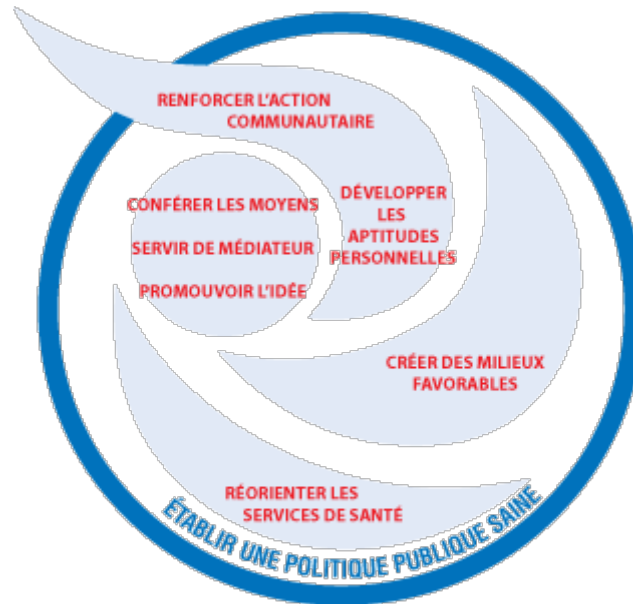 RENFORCER L'ACTION
COMMUNAUTAIRE
CONFÉRER LES MOYENS
SERVIR DE MÉDIATEUR
PROMOUVOIR L'IDÉE
DÉVELOPPER
LES
APTITUDES
PERSONNELLES
CRÉER DES MILIEUX
FAVORABLES
RÉORIENTER LES
SERVICES DE SANTÉ
ÉTABLIR UNE POLITIQUE PUBLIQUE SAINE